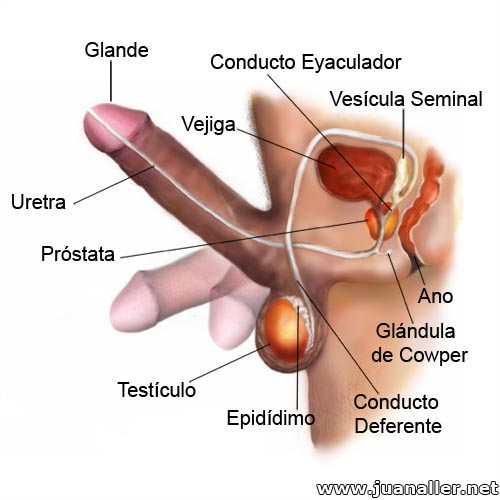 Glande
Conducto Eyaculador
Vesícula Seminal
Vejiga
Uretra
Próstata
Ano
Glándula
de Cowper
Testículo
Epidídimo
Conducto
Deferente
www.juanaller.net